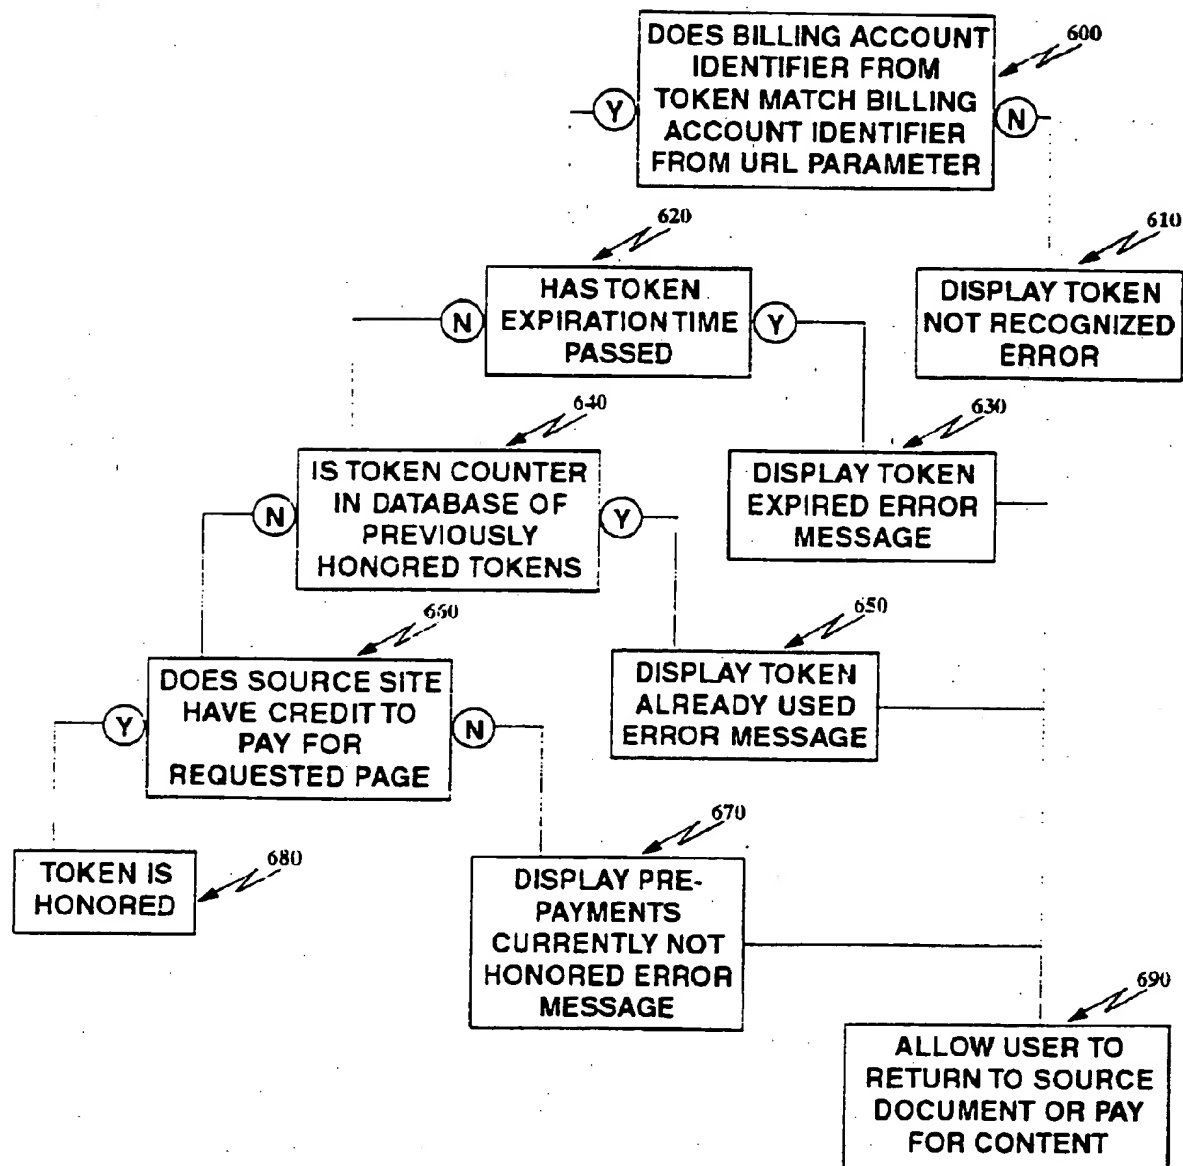 DOES BILLING ACCOUNT
IDENTIFIER FROM
TOKEN MATCH BILLING
ACCOUNT IDENTIFIER
FROM URL PARAMETER
600
Y
N
620
610
HAS TOKEN
EXPIRATION TIME
PASSED
N
Y
DISPLAY TOKEN
NOT RECOGNIZED
ERROR
640
630
IS TOKEN COUNTER
IN DATABASE OF
PREVIOUSLY
HONORED TOKENS
N
Y
DISPLAY TOKEN
EXPIRED ERROR
MESSAGE
660
650
DOES SOURCE SITE
HAVE CREDIT TO
PAY FOR
REQUESTED PAGE
Y
N
DISPLAY TOKEN
ALREADY USED
ERROR MESSAGE
680
670
TOKEN IS
HONORED
DISPLAY PRE-
PAYMENTS
CURRENTLY NOT
HONORED ERROR
MESSAGE
690
ALLOW USER TO
RETURN TO SOURCE
DOCUMENT OR PAY
FOR CONTENT